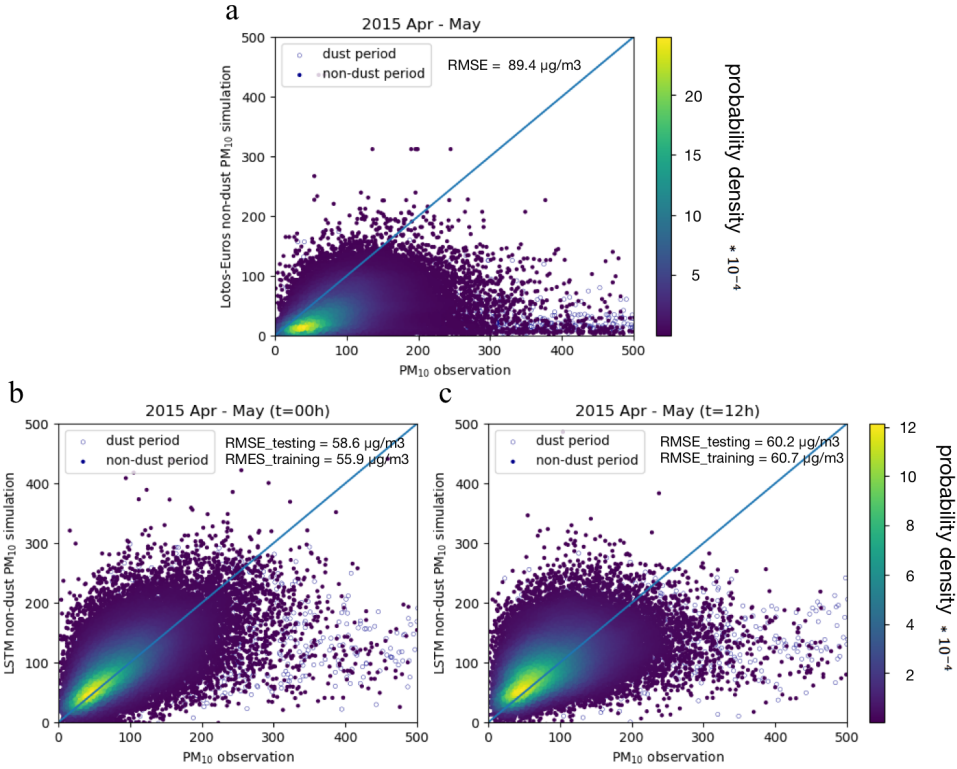 a
2015 Apr - May
dust period
non-dust period
RMSE = 89.4 µg/m3
Lotos-Euros non-dust PM10 simulation
500
400
300
200
100
0
0 100 200 300 400 500
PM10 observation
20
15
10
5
probability density * 10⁻⁴
b
2015 Apr - May (t=00h)
dust period
non-dust period
RMSE_testing = 58.6 µg/m3
RMES_training = 55.9 µg/m3
LSTM non-dust PM10 simulation
500
400
300
200
100
0
0 100 200 300 400 500
PM10 observation
c
2015 Apr - May (t=12h)
dust period
non-dust period
RMSE_testing = 60.2 µg/m3
RMSE_training = 60.7 µg/m3
LSTM non-dust PM10 simulation
500
400
300
200
100
0
0 100 200 300 400 500
PM10 observation
12
10
8
6
4
2
probability density * 10⁻⁴